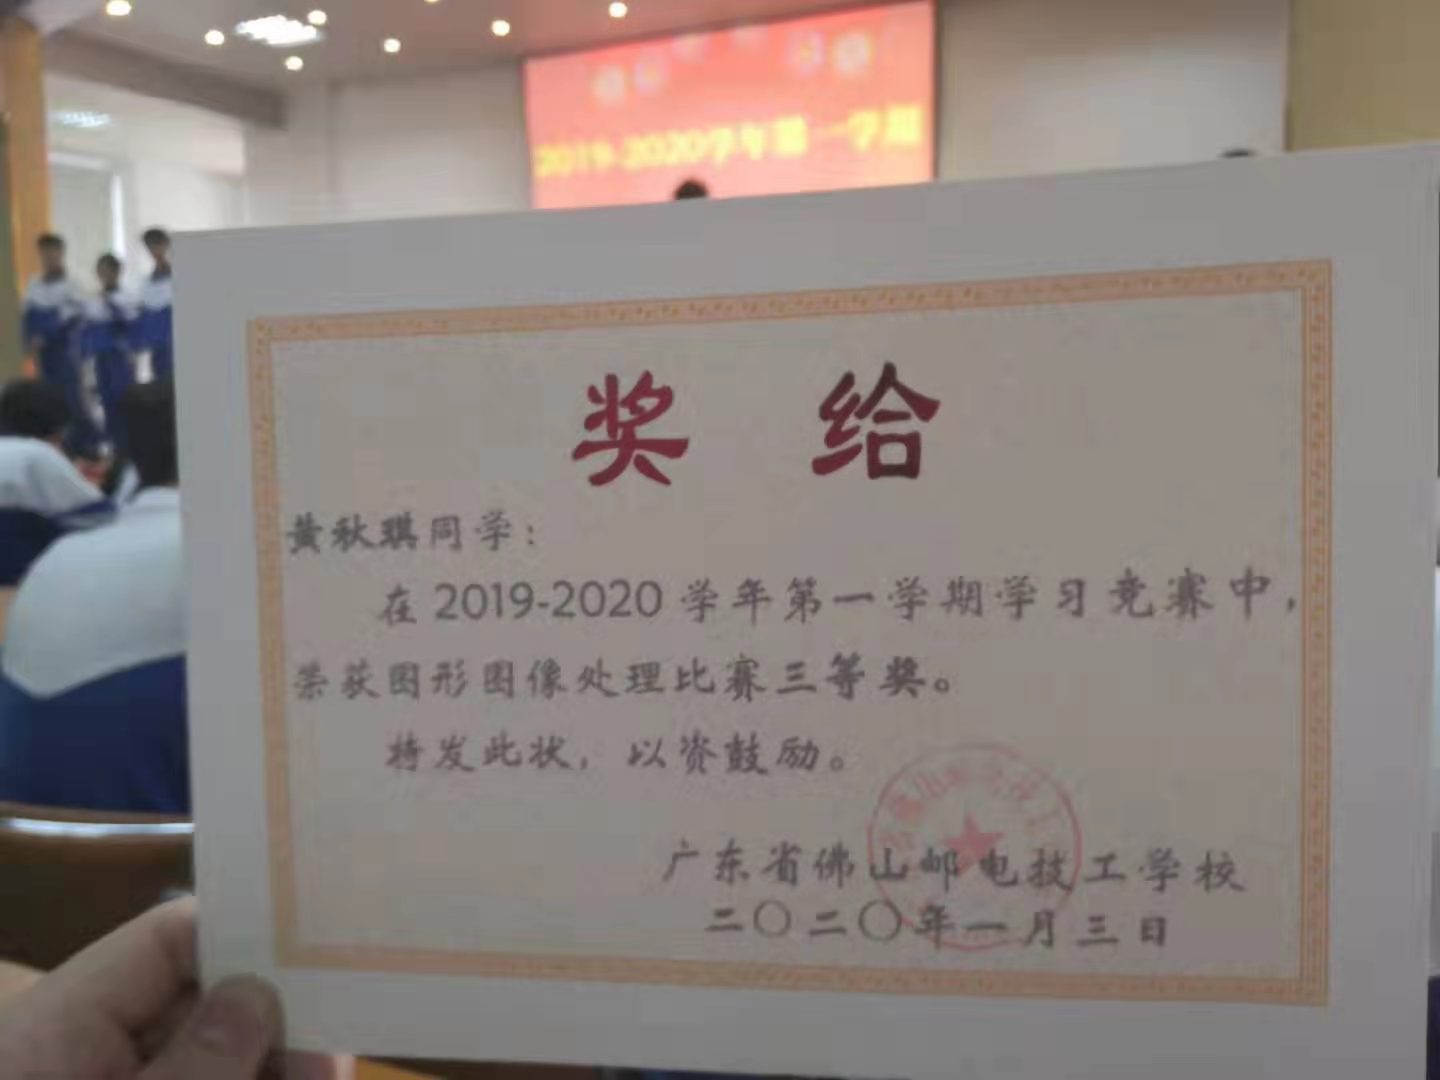 2019-2020学年第一学期
奖 给
黄秋琪同学：
在2019-2020学年第一学期学习竞赛中，
荣获图形图像处理比赛三等奖。
特发此状，以资鼓励。
广东省佛山邮电技工学校
二〇二〇年一月三日